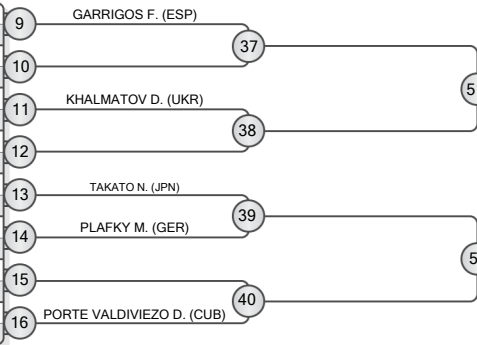 9
GARRIGOS F. (ESP)
37
10
5
11
KHALMATOV D. (UKR)
38
12
13
TAKATO N. (JPN)
39
14
PLAFKY M. (GER)
5
15
40
16
PORTE VALDIVIEZO D. (CUB)